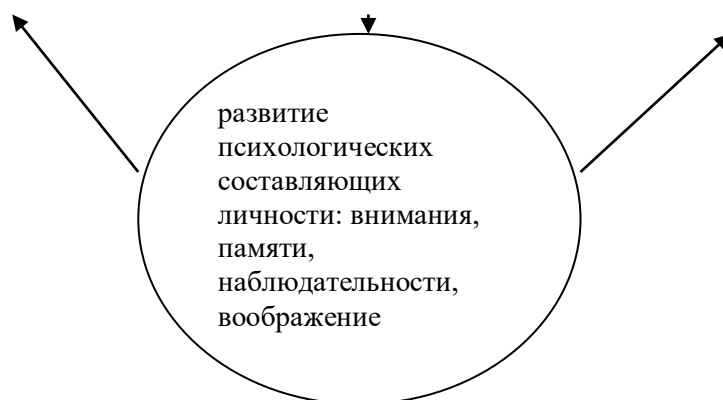 развитие
психологических
составляющих
личности: внимания,
памяти,
наблюдательности,
воображение